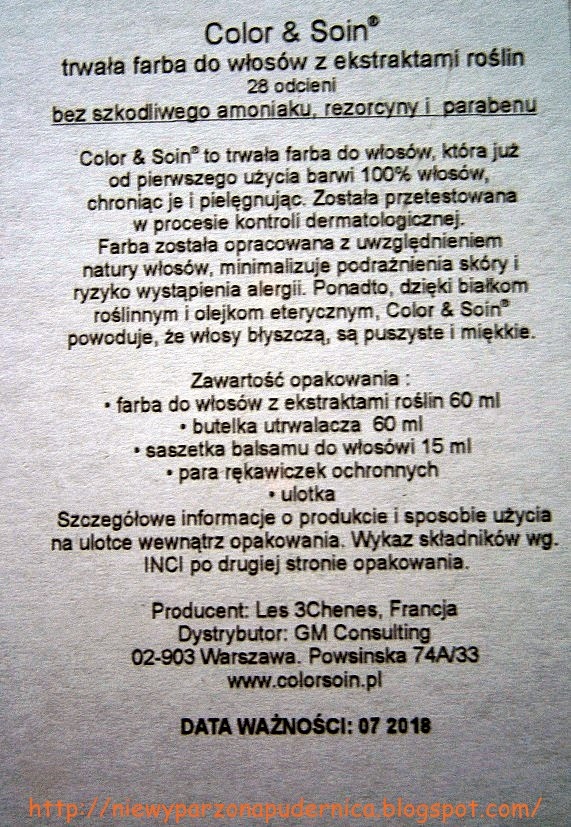 Color & Soin®
trwała farba do włosów z ekstraktami roślin
28 odcieni
bez szkodliwego amoniaku, rezorcyny i parabenu
Color & Soin® to trwała farba do włosów, która już
od pierwszego użycia barwi 100% włosów,
chroniąc je i pielęgnując. Została przetestowana
w procesie kontroli dermatologicznej.
Farba została opracowana z uwzględnieniem
natury włosów, minimalizuje podrażnienia skóry i
ryzyko wystąpienia alergii. Ponadto, dzięki białkom
roślinnym i olejkom eterycznym, Color & Soin®
powoduje, że włosy błyszczą, są puszyste i miękkie.
Zawartość opakowania :
• farba do włosów z ekstraktami roślin 60 ml
• butelka utrwalacza 60 ml
• saszetka balsamu do włosówi 15 ml
• para rękawiczek ochronnych
• ulotka
Szczegółowe informacje o produkcie i sposobie użycia
na ulotce wewnątrz opakowania. Wykaz składników wg.
INCI po drugiej stronie opakowania.
Producent: Les 3Chenes, Francja
Dystrybutor: GM Consulting
02-903 Warszawa. Powsinska 74A/33
www.colorsoin.pl
DATA WAŻNOŚCI: 07 2018
http://niewyparzonapudernica.blogspot.com/